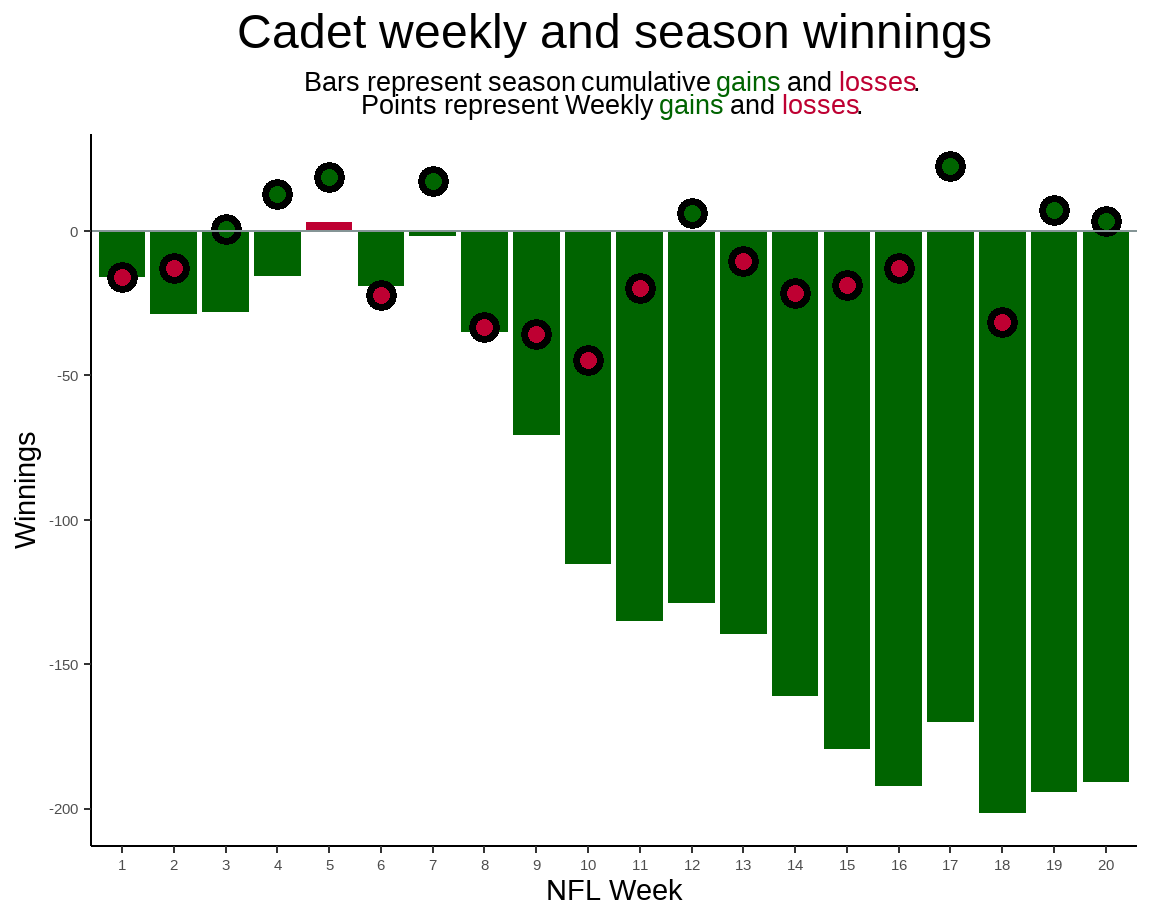 Cadet weekly and season winnings
Bars represent season cumulative gains and losses.
Points represent Weekly gains and losses.
Winnings
0
-50
-100
-150
-200
1 2 3 4 5 6 7 8 9 10 11 12 13 14 15 16 17 18 19 20
NFL Week